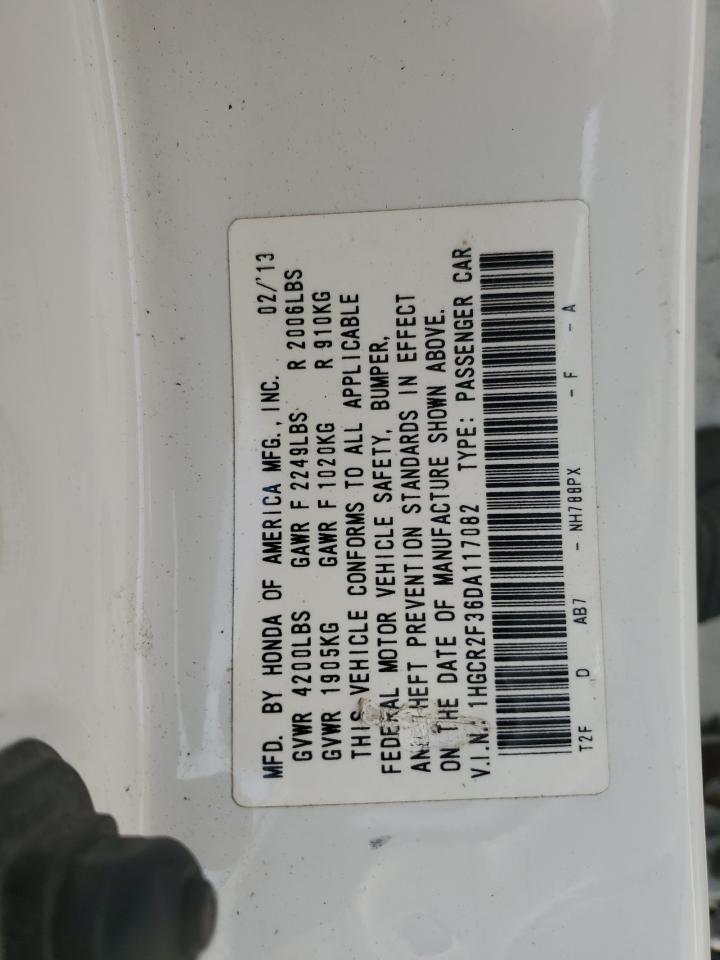 MFD. BY HONDA OF AMERICA MFG., INC. 02/'13
GVWR 4200LBS GAWR F 2249LBS R 2006LBS
GVWR 1905KG GAWR F 1020KG R 910KG
THIS VEHICLE CONFORMS TO ALL APPLICABLE
FEDERAL MOTOR VEHICLE SAFETY, BUMPER,
AND THEFT PREVENTION STANDARDS IN EFFECT
ON THE DATE OF MANUFACTURE SHOWN ABOVE.
V.I.N. 1HGCR2F36DA117082 TYPE: PASSENGER CAR
T2F D AB7 - NH788PX - F - A